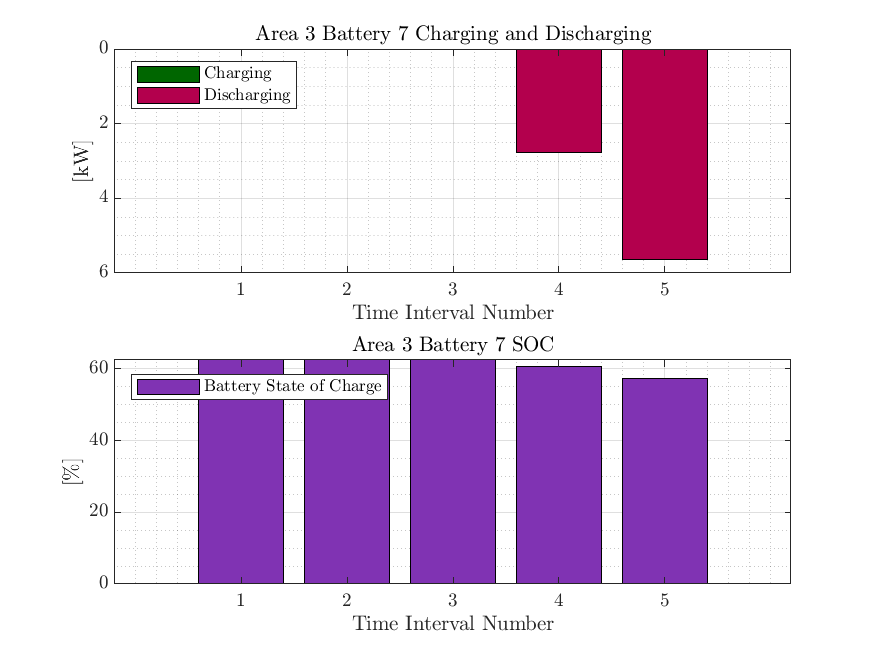 Area 3 Battery 7 Charging and Discharging
0
Charging
Discharging
2
[kW]
4
6
1 2 3 4 5
Time Interval Number
Area 3 Battery 7 SOC
60
Battery State of Charge
40
[%]
20
0
1 2 3 4 5
Time Interval Number